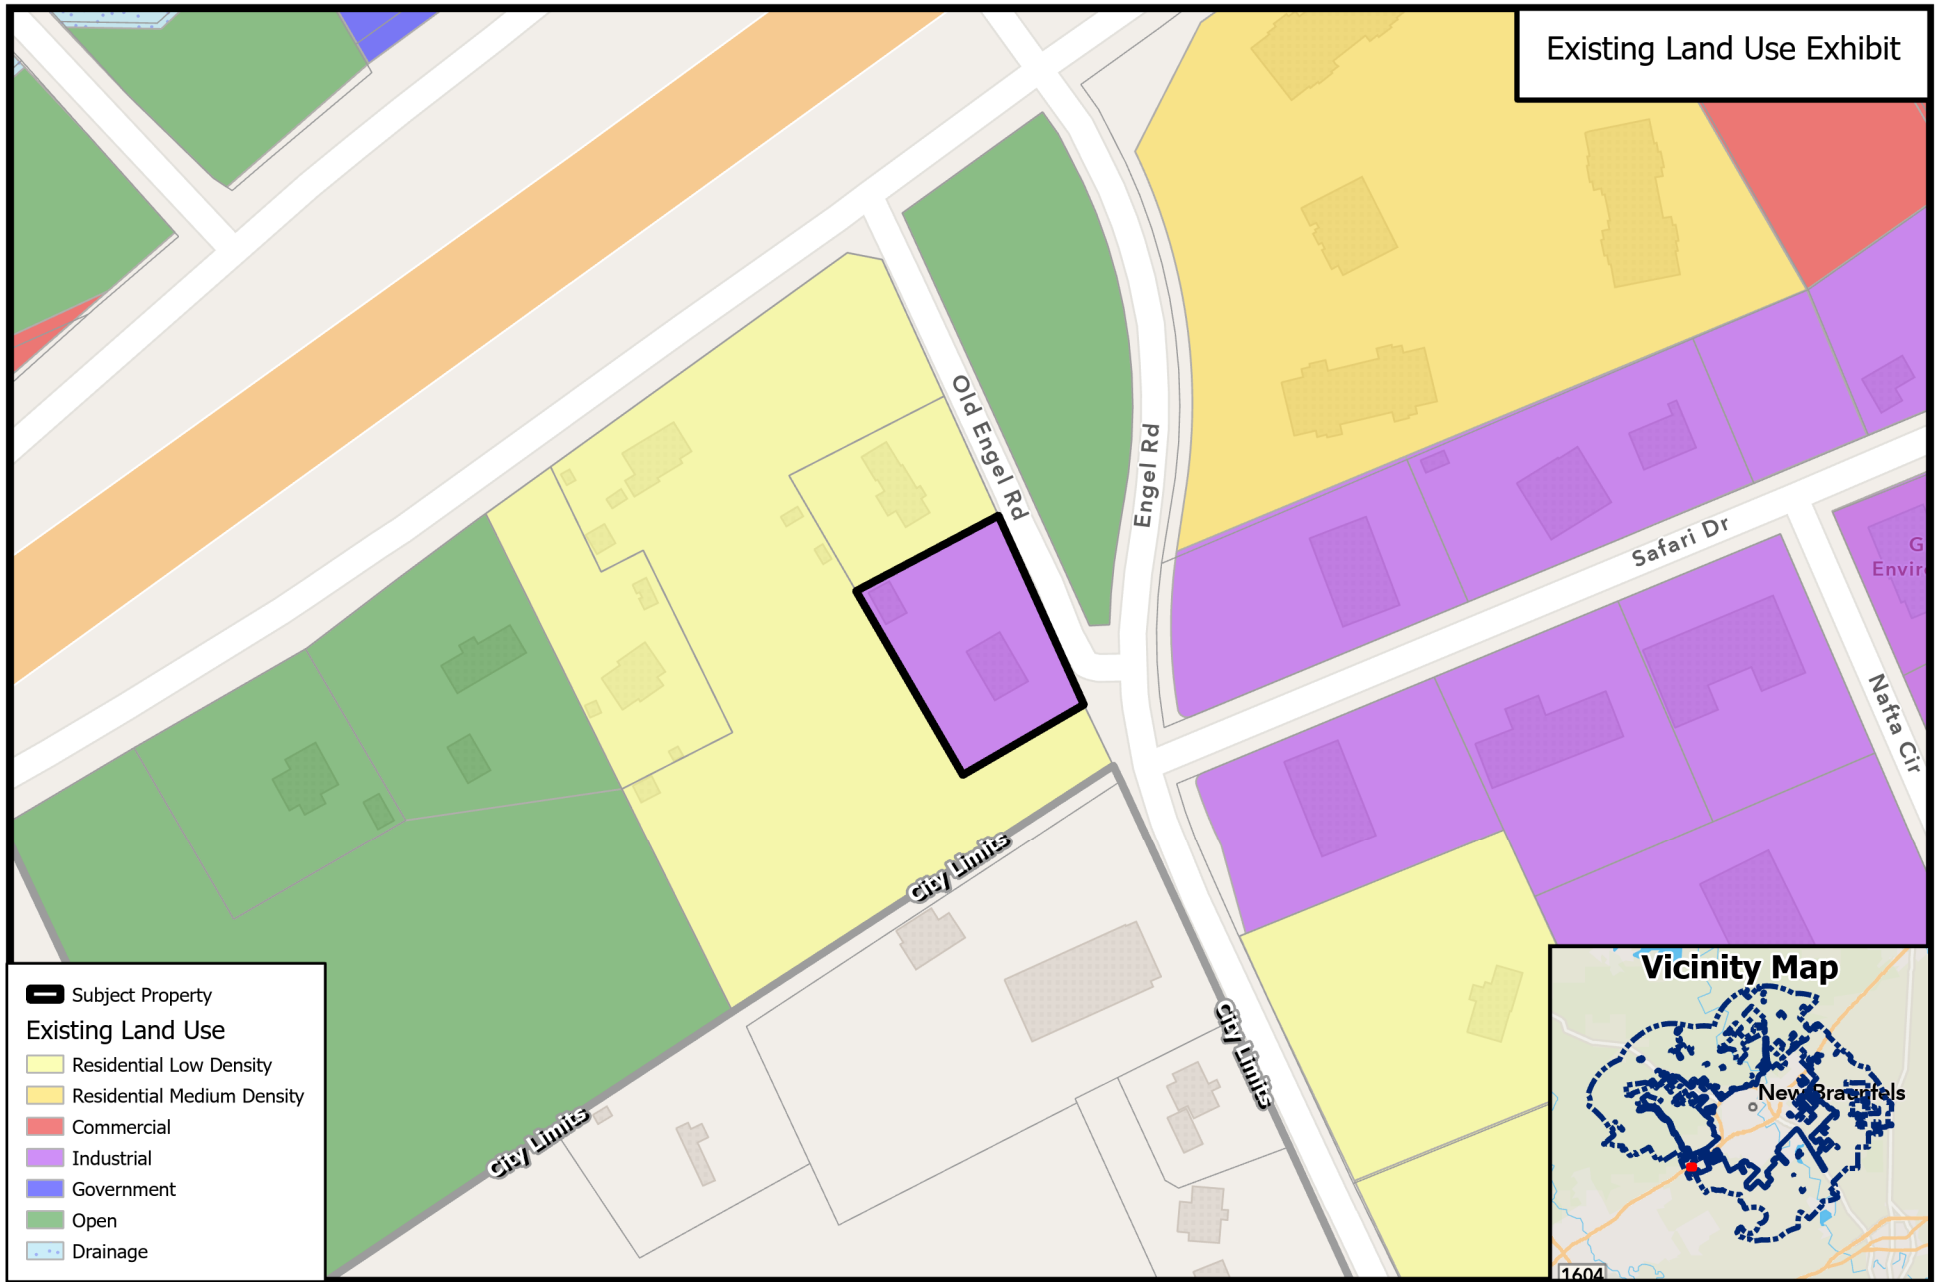 Existing Land Use Exhibit
Old Engel Rd
Engel Rd
Safari Dr
G
Enviro
Nafta Cir
City Limits
City Limits
City Limits
Subject Property
Existing Land Use
Residential Low Density
Residential Medium Density
Commercial
Industrial
Government
Open
Drainage
Vicinity Map
New Braunfels
1604